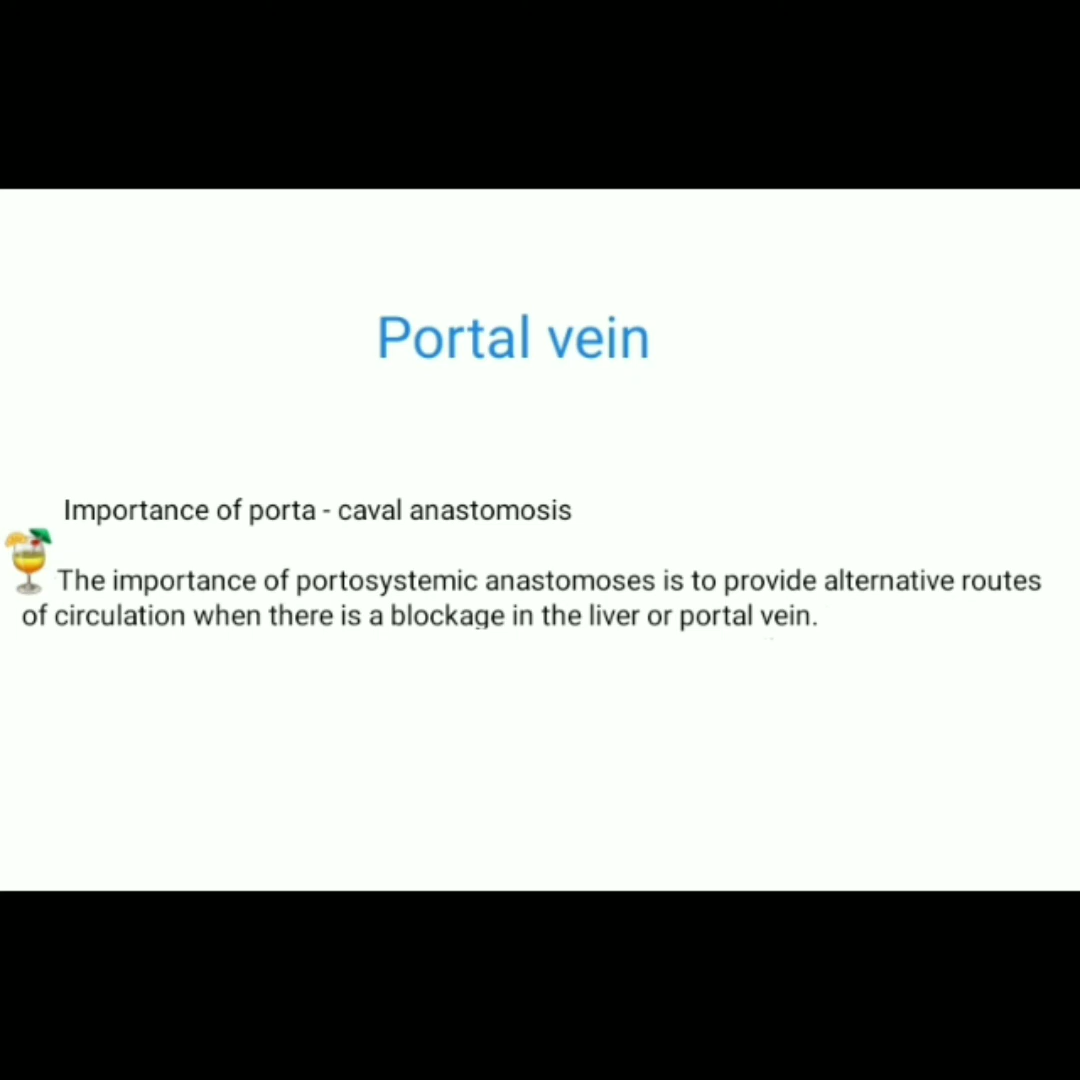 Portal vein
Importance of porta - caval anastomosis
The importance of portosystemic anastomoses is to provide alternative routes
of circulation when there is a blockage in the liver or portal vein.